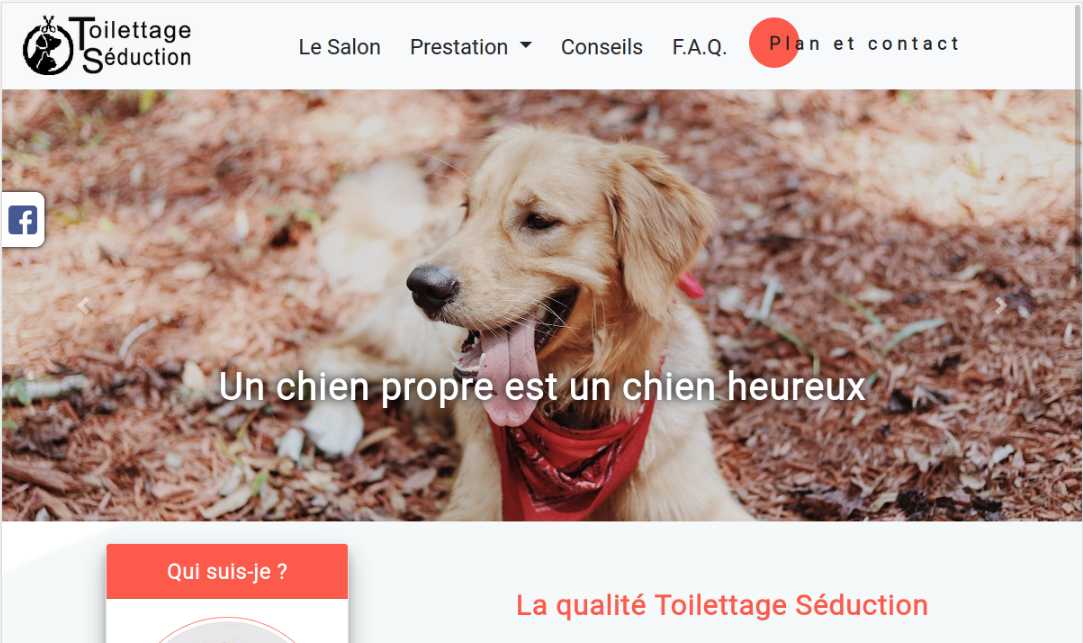 Toilettage
Séduction
Le Salon Prestation Conseils F.A.Q. Plan et contact
Un chien propre est un chien heureux
Qui suis-je ?
La qualité Toilettage Séduction